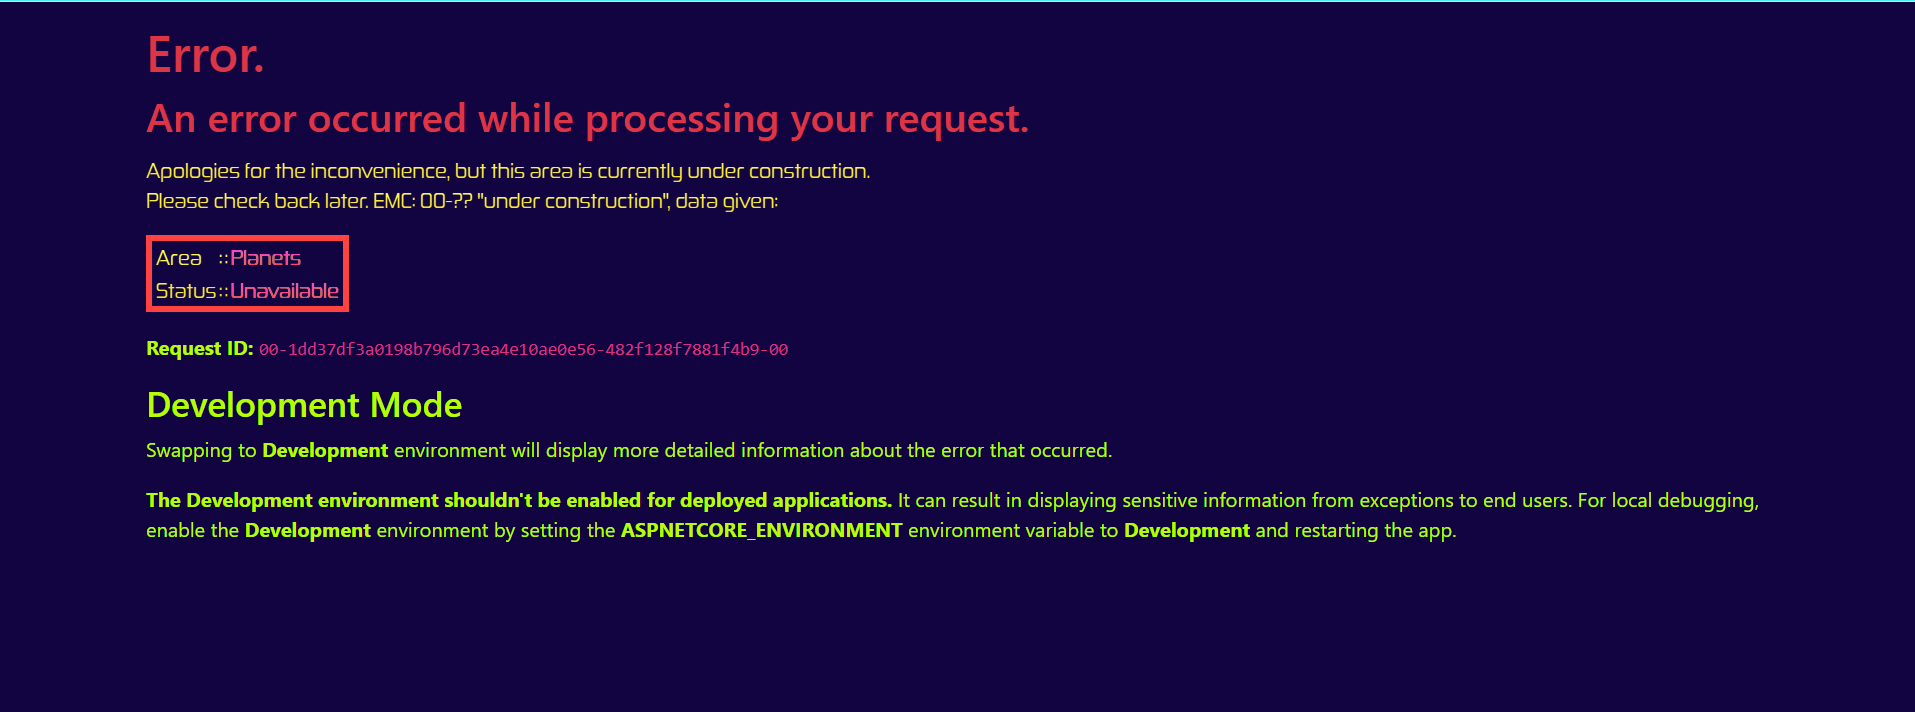 Error.
An error occurred while processing your request.
Apologies for the inconvenience, but this area is currently under construction.
Please check back later. EMC: 00-?? "under construction", data given:
Area ::Planets
Status::Unavailable
Request ID: 00-1dd37df3a0198b796d73ea4e10ae0e56-482f128f7881f4b9-00
Development Mode
Swapping to Development environment will display more detailed information about the error that occurred.
The Development environment shouldn't be enabled for deployed applications. It can result in displaying sensitive information from exceptions to end users. For local debugging,
enable the Development environment by setting the ASPNETCORE_ENVIRONMENT environment variable to Development and restarting the app.